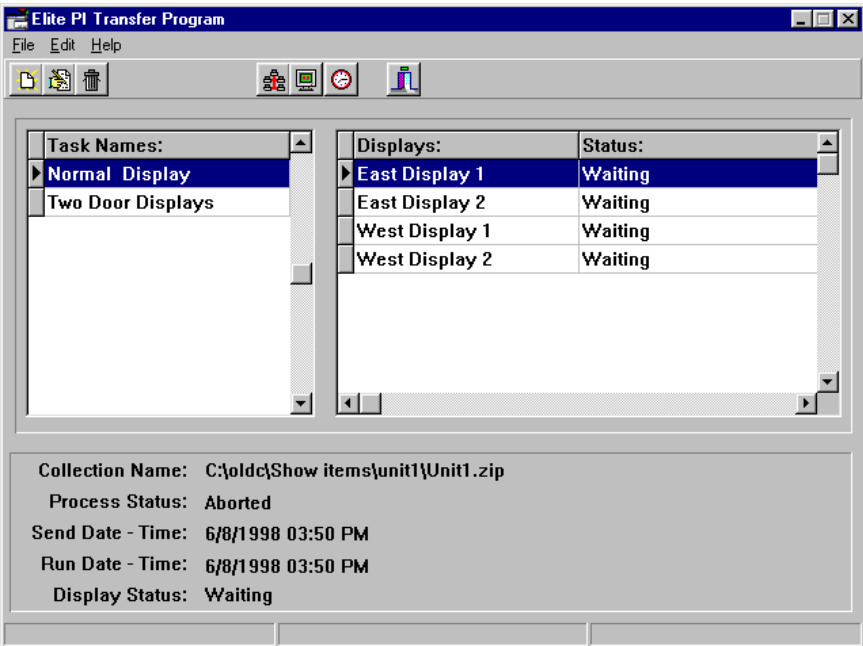 Elite PI Transfer Program
File Edit Help
Task Names:
Normal Display
Two Door Displays
Displays: Status:
East Display 1 Waiting
East Display 2 Waiting
West Display 1 Waiting
West Display 2 Waiting
Collection Name: C:\oldc\Show items\unit1\Unit1.zip
Process Status: Aborted
Send Date - Time: 6/8/1998 03:50 PM
Run Date - Time: 6/8/1998 03:50 PM
Display Status: Waiting